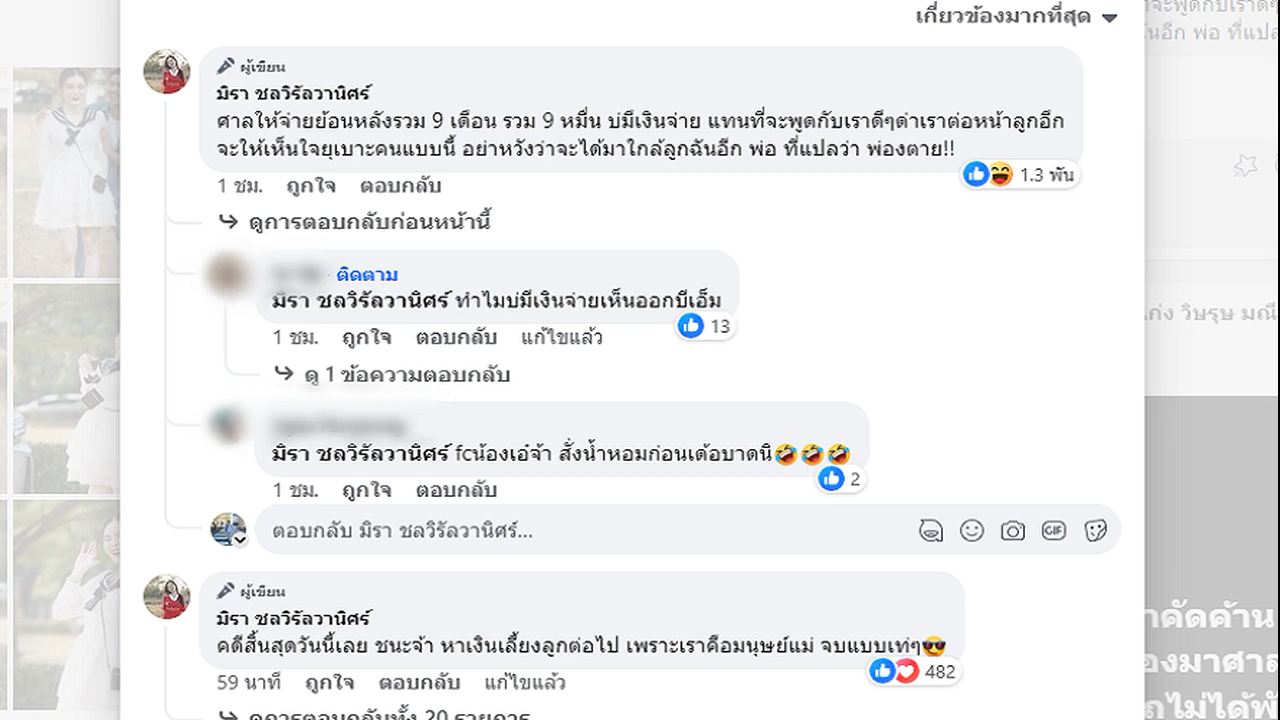 เกี่ยวข้องมากที่สุด
ผู้เขียน
มิรา ชลวิรัลวานิศร์
ศาลให้จ่ายย้อนหลังรวม 9 เดือน รวม 9 หมื่น บ่มีเงินจ่าย แทนที่จะพูดกับเราดีๆด่าเราต่อหน้าลูกอีก
จะให้เห็นใจยุเบาะคนแบบนี้ อย่าหวังว่าจะได้มาใกล้ลูกฉันอีก พ่อ ที่แปลว่า พ่องตาย!!
1.3 พัน
1 ชม. ถูกใจ ตอบกลับ
ดูการตอบกลับก่อนหน้านี้
· ติดตาม
มิรา ชลวิรัลวานิศร์ ทำไมบ่มีเงินจ่ายเห็นออกบีเอ็ม
13
1 ชม. ถูกใจ ตอบกลับ แก้ไขแล้ว
ดู 1 ข้อความตอบกลับ
มิรา ชลวิรัลวานิศร์ fcน้องเอ๋จ้า สั่งน้ำหอมก่อนเด้อบาดนิ🤣🤣🤣
2
1 ชม. ถูกใจ ตอบกลับ
ตอบกลับ มิรา ชลวิรัลวานิศร์...
GIF
ผู้เขียน
มิรา ชลวิรัลวานิศร์
คดีสิ้นสุดวันนี้เลย ชนะจ้า หาเงินเลี้ยงลูกต่อไป เพราะเราคือมนุษย์แม่ จบแบบเท่ๆ😎
482
59 นาที ถูกใจ ตอบกลับ แก้ไขแล้ว
ดูการตอบกลับทั้ง 20 รายการ